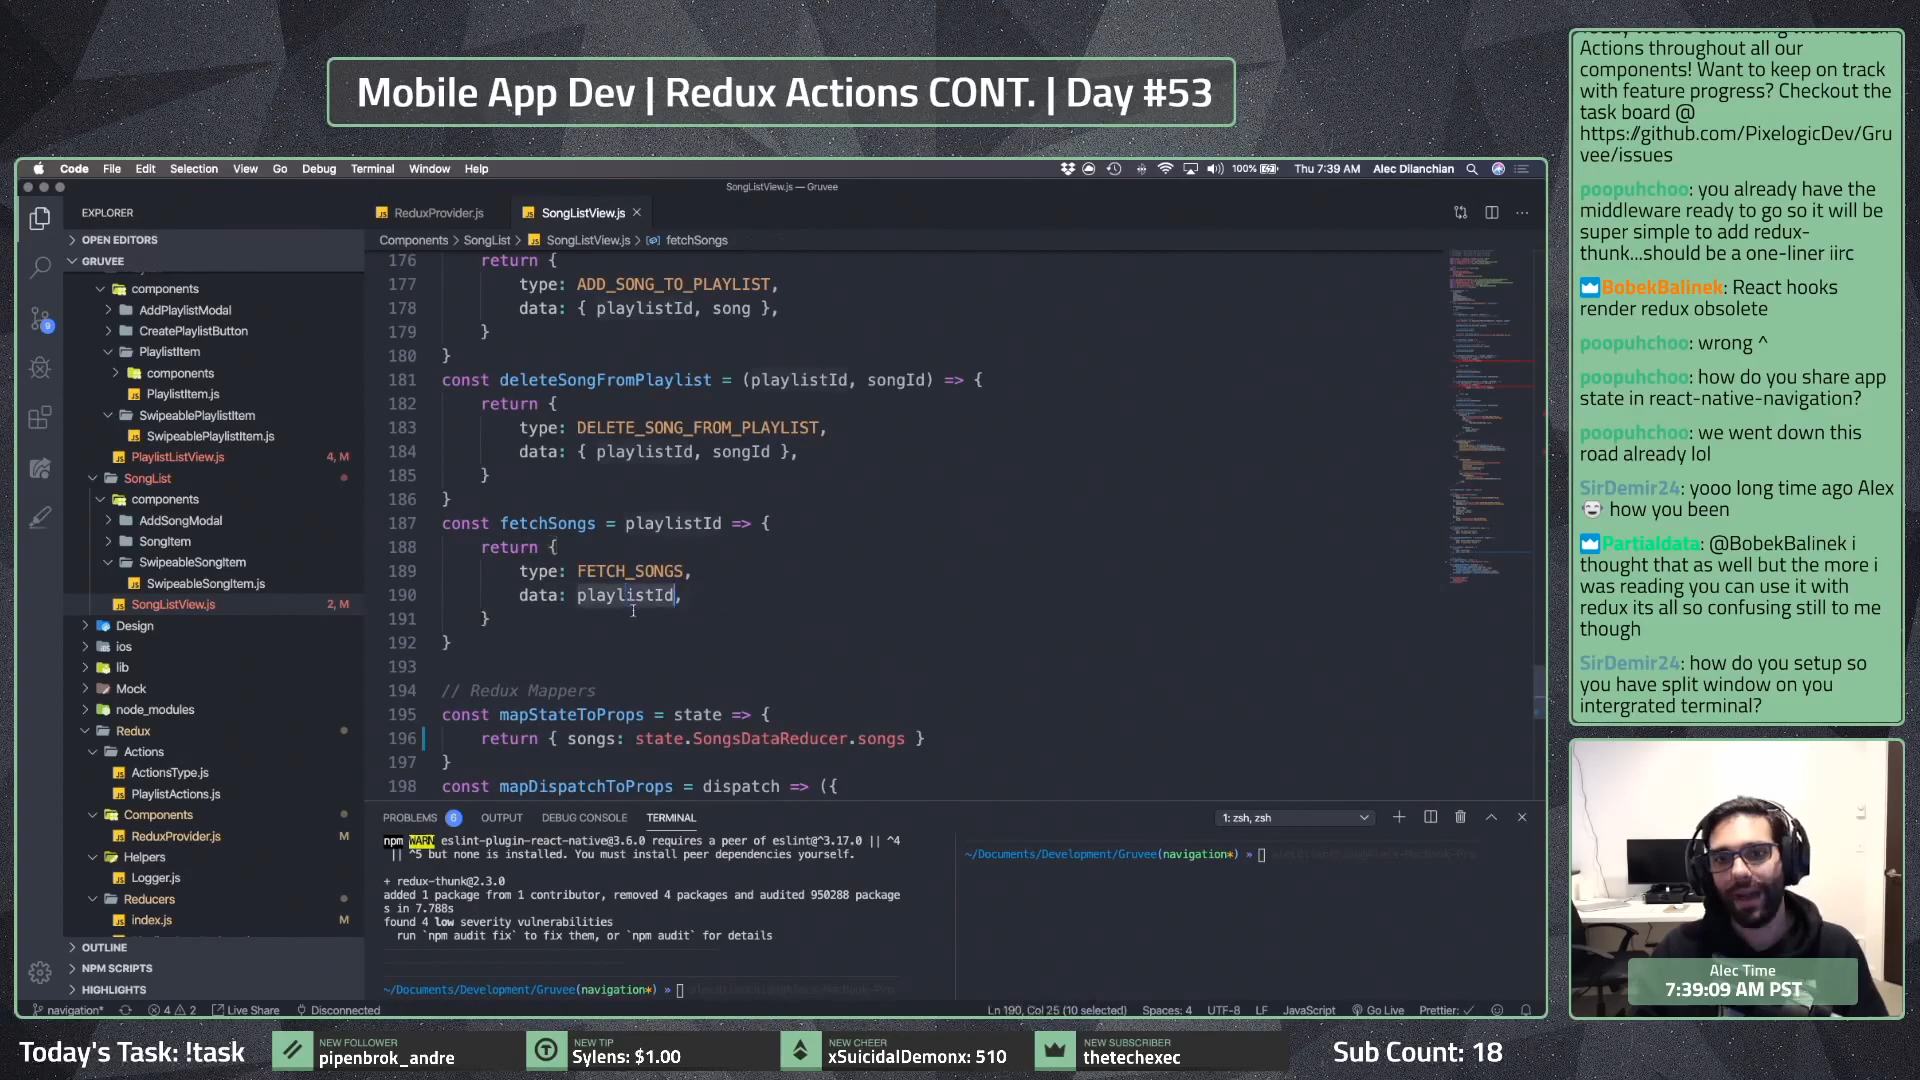 Mobile App Dev | Redux Actions CONT. | Day #53
Code File Edit Selection View Go Debug Terminal Window Help
100% Thu 7:39 AM Alec Dilanchian
SongListView.js — Gruvee
EXPLORER
OPEN EDITORS
GRUVEE
components
AddPlaylistModal
CreatePlaylistButton
PlaylistItem
components
PlaylistItem.js
SwipeablePlaylistItem
SwipeablePlaylistItem.js
PlaylistListView.js 4, M
SongList
components
AddSongModal
SongItem
SwipeableSongItem
SwipeableSongItem.js
SongListView.js 2, M
Design
ios
lib
Mock
node_modules
Redux
Actions
ActionsType.js
PlaylistActions.js
Components
ReduxProvider.js M
Helpers
Logger.js
Reducers
index.js M
OUTLINE
NPM SCRIPTS
HIGHLIGHTS
9
ReduxProvider.js SongListView.js
Components > SongList > SongListView.js > fetchSongs
176 return {
177 type: ADD_SONG_TO_PLAYLIST,
178 data: { playlistId, song },
179 }
180 }
181 const deleteSongFromPlaylist = (playlistId, songId) => {
182 return {
183 type: DELETE_SONG_FROM_PLAYLIST,
184 data: { playlistId, songId },
185 }
186 }
187 const fetchSongs = playlistId => {
188 return {
189 type: FETCH_SONGS,
190 data: playlistId,
191 }
192 }
193
194 // Redux Mappers
195 const mapStateToProps = state => {
196 return { songs: state.SongsDataReducer.songs }
197 }
198 const mapDispatchToProps = dispatch => ({
PROBLEMS 6 OUTPUT DEBUG CONSOLE TERMINAL 1: zsh, zsh
npm WARN eslint-plugin-react-native@3.6.0 requires a peer of eslint@^3.17.0 || ^4
|| ^5 but none is installed. You must install peer dependencies yourself.
+ redux-thunk@2.3.0
added 1 package from 1 contributor, removed 4 packages and audited 950288 package
s in 7.788s
found 4 low severity vulnerabilities
run `npm audit fix` to fix them, or `npm audit` for details
~/Documents/Development/Gruvee(navigation*) »
~/Documents/Development/Gruvee(navigation*) »
navigation* 4 2 Live Share Disconnected
Ln 190, Col 25 (10 selected) Spaces: 4 UTF-8 LF JavaScript Go Live Prettier: ✓
Actions throughout all our
components! Want to keep on track
with feature progress? Checkout the
task board @
https://github.com/PixelogicDev/Gru
vee/issues
poopuhchoo: you already have the
middleware ready to go so it will be
super simple to add redux-
thunk...should be a one-liner iirc
BobekBalinek: React hooks
render redux obsolete
poopuhchoo: wrong ^
poopuhchoo: how do you share app
state in react-native-navigation?
poopuhchoo: we went down this
road already lol
SirDemir24: yooo long time ago Alex
how you been
Partialdata: @BobekBalinek i
thought that as well but the more i
was reading you can use it with
redux its all so confusing still to me
though
SirDemir24: how do you setup so
you have split window on you
intergrated terminal?
Alec Time
7:39:09 AM PST
Today's Task: !task
NEW FOLLOWER
pipenbrok_andre
NEW TIP
Sylens: $1.00
NEW CHEER
xSuicidalDemonx: 510
NEW SUBSCRIBER
thetechexec
Sub Count: 18